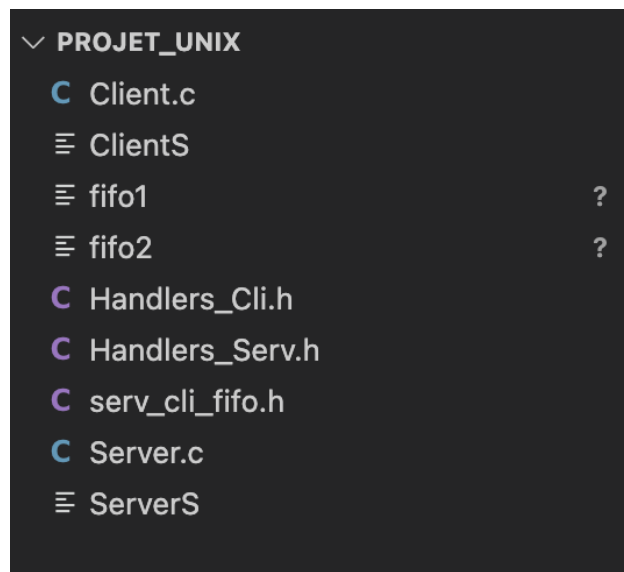 PROJET_UNIX
C Client.c
ClientS
fifo1 ?
fifo2 ?
C Handlers_Cli.h
C Handlers_Serv.h
C serv_cli_fifo.h
C Server.c
ServerS